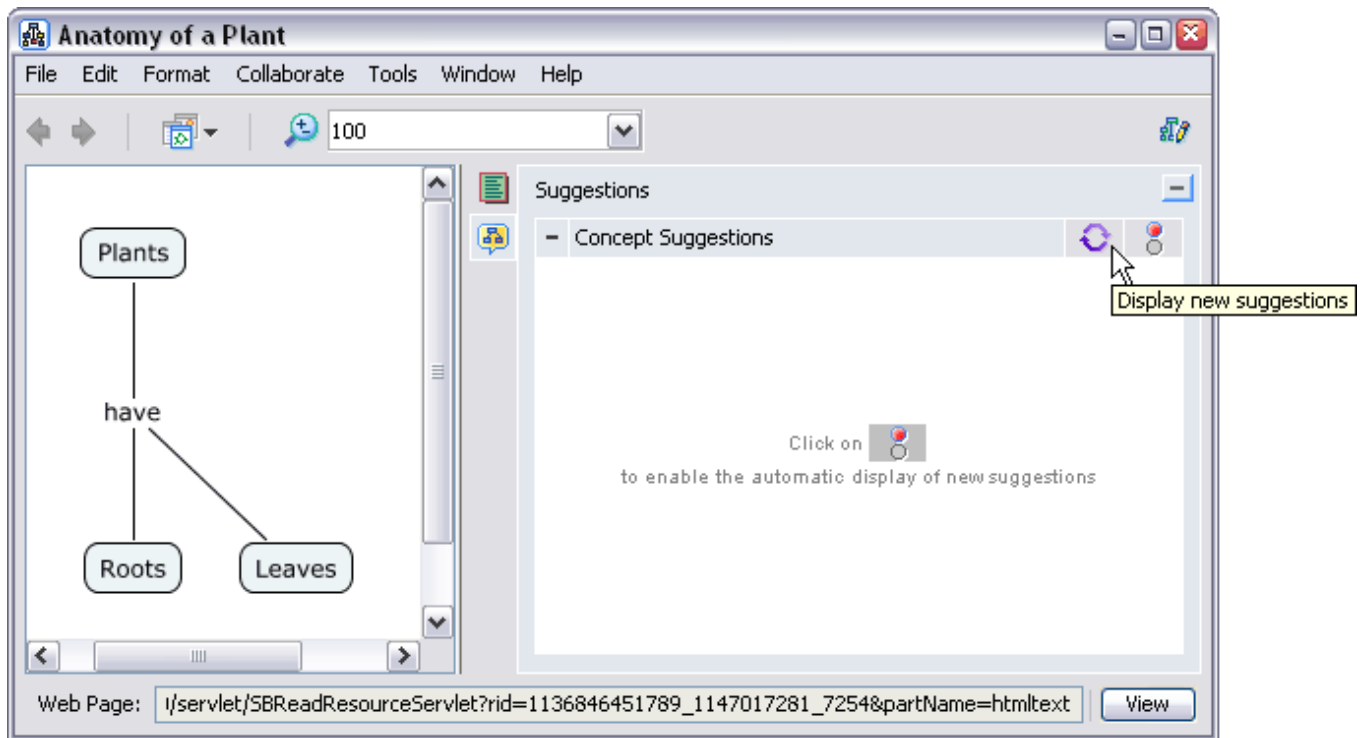 Anatomy of a Plant
File Edit Format Collaborate Tools Window Help
100
Plants
have
Roots Leaves
Suggestions
Concept Suggestions
Display new suggestions
Click on
to enable the automatic display of new suggestions
Web Page: l/servlet/SBReadResourceServlet?rid=1136846451789_1147017281_7254&partName=htmltext View